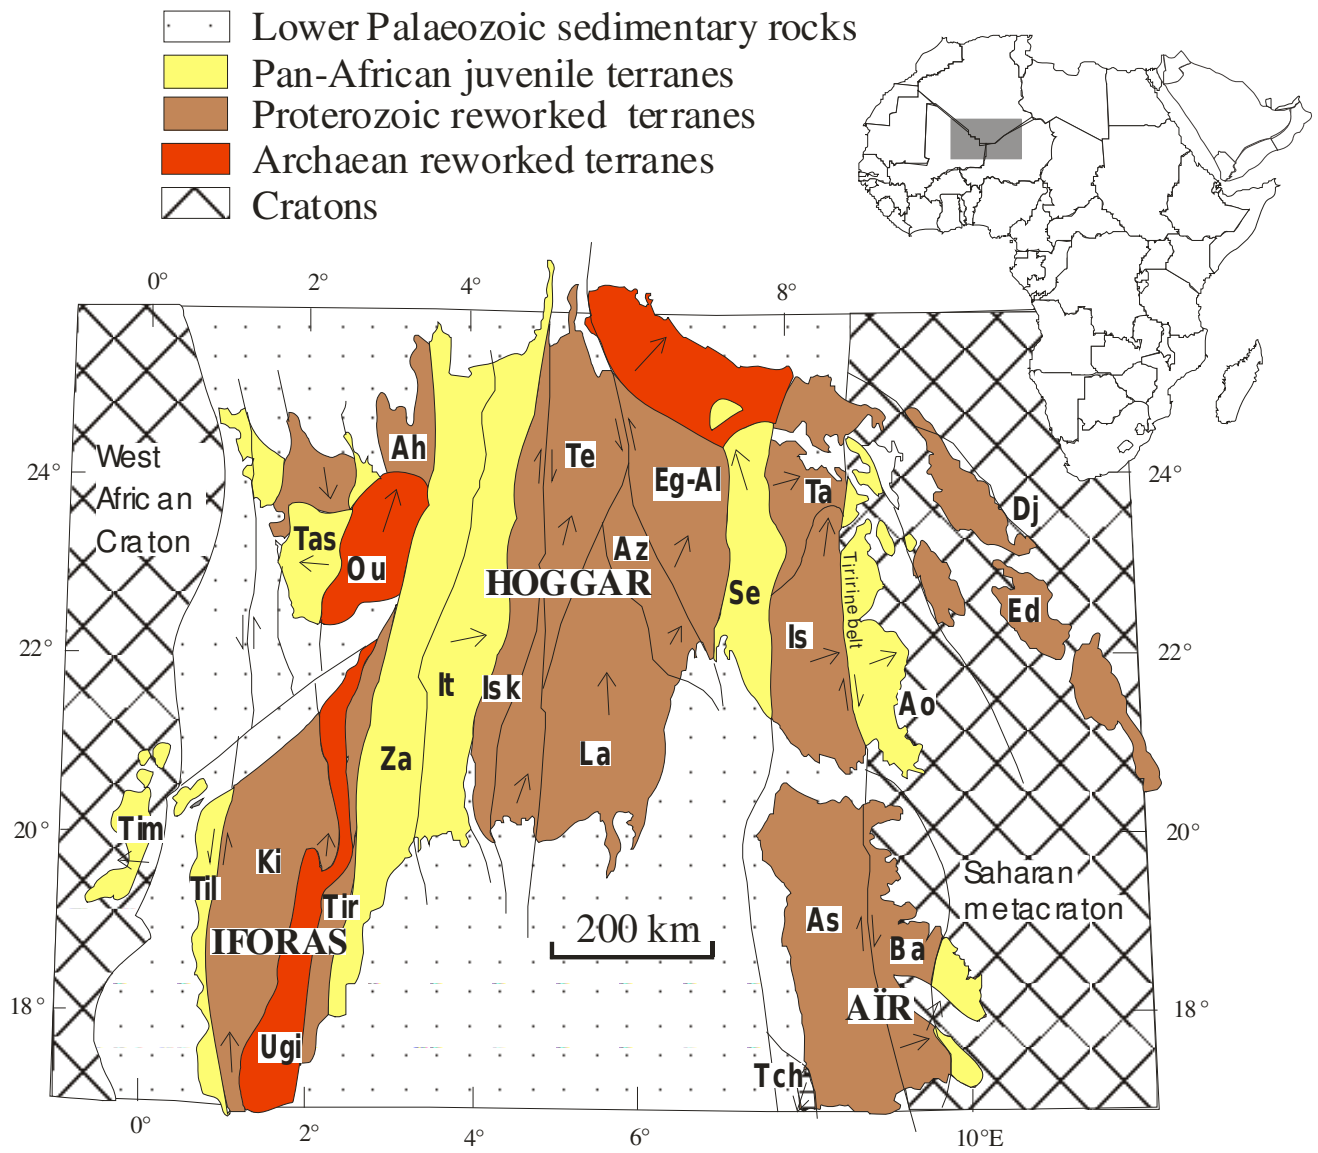 Lower Palaeozoic sedimentary rocks
Pan-African juvenile terranes
Proterozoic reworked terranes
Archaean reworked terranes
Cratons
0°
2°
4°
8°
West
African
Craton
24°
24°
22°
22°
20°
20°
18°
18°
Ah
Te
Eg-Al
Ta
Dj
Tas
Ou
Az
HOGGAR
Se
Tiririne belt
Ed
Is
It
Isk
Ao
Za
La
Tim
Ki
Til
Tir
IFORAS
200 km
Saharan
metacraton
As
Ba
AÏR
Ugi
Tch
0°
2°
4°
6°
10°E